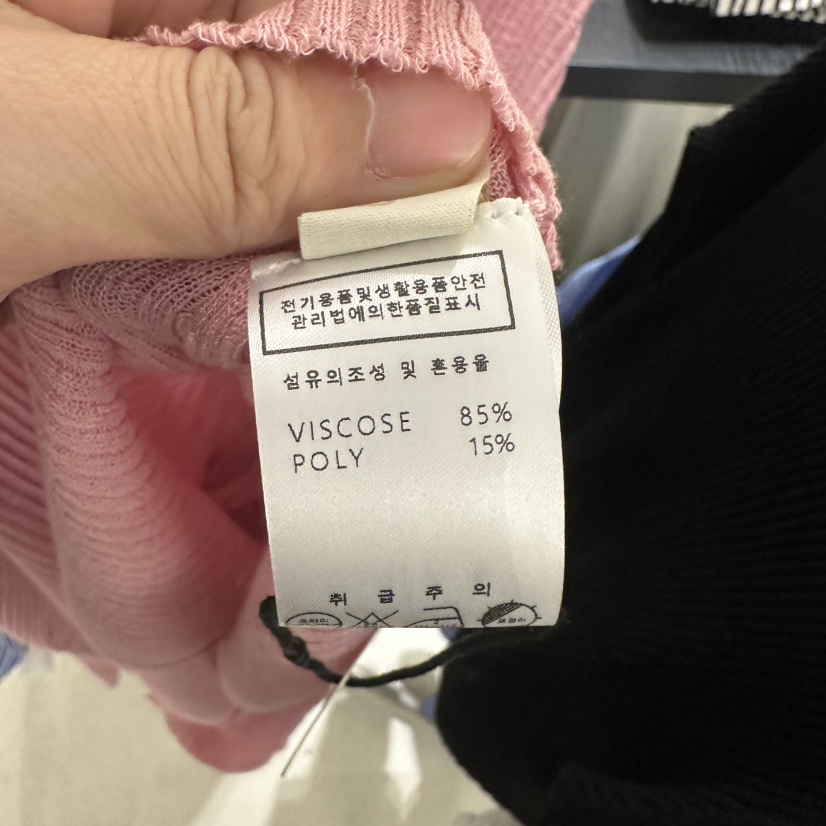 전기용품및생활용품안전
관리법에의한품질표시
섬유의조성 및 혼용율
VISCOSE 85%
POLY 15%
취 급 주 의